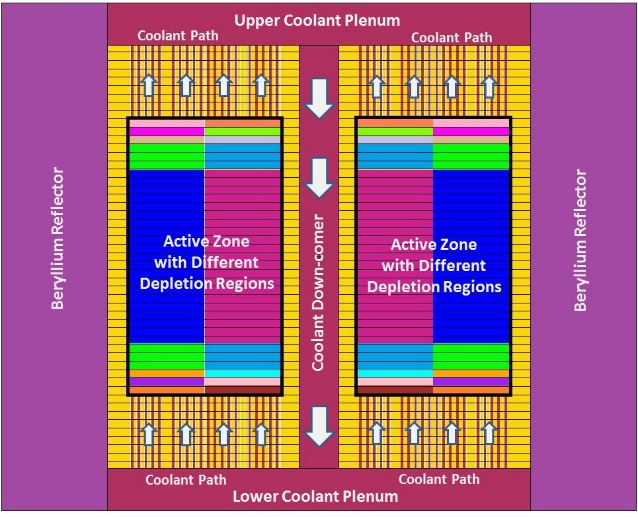 Upper Coolant Plenum
Coolant Path
Coolant Path
Beryllium Reflector
Active Zone
with Different
Depletion Regions
Coolant Down-comer
Active Zone
with Different
Depletion Regions
Beryllium Reflector
Coolant Path
Coolant Path
Lower Coolant Plenum